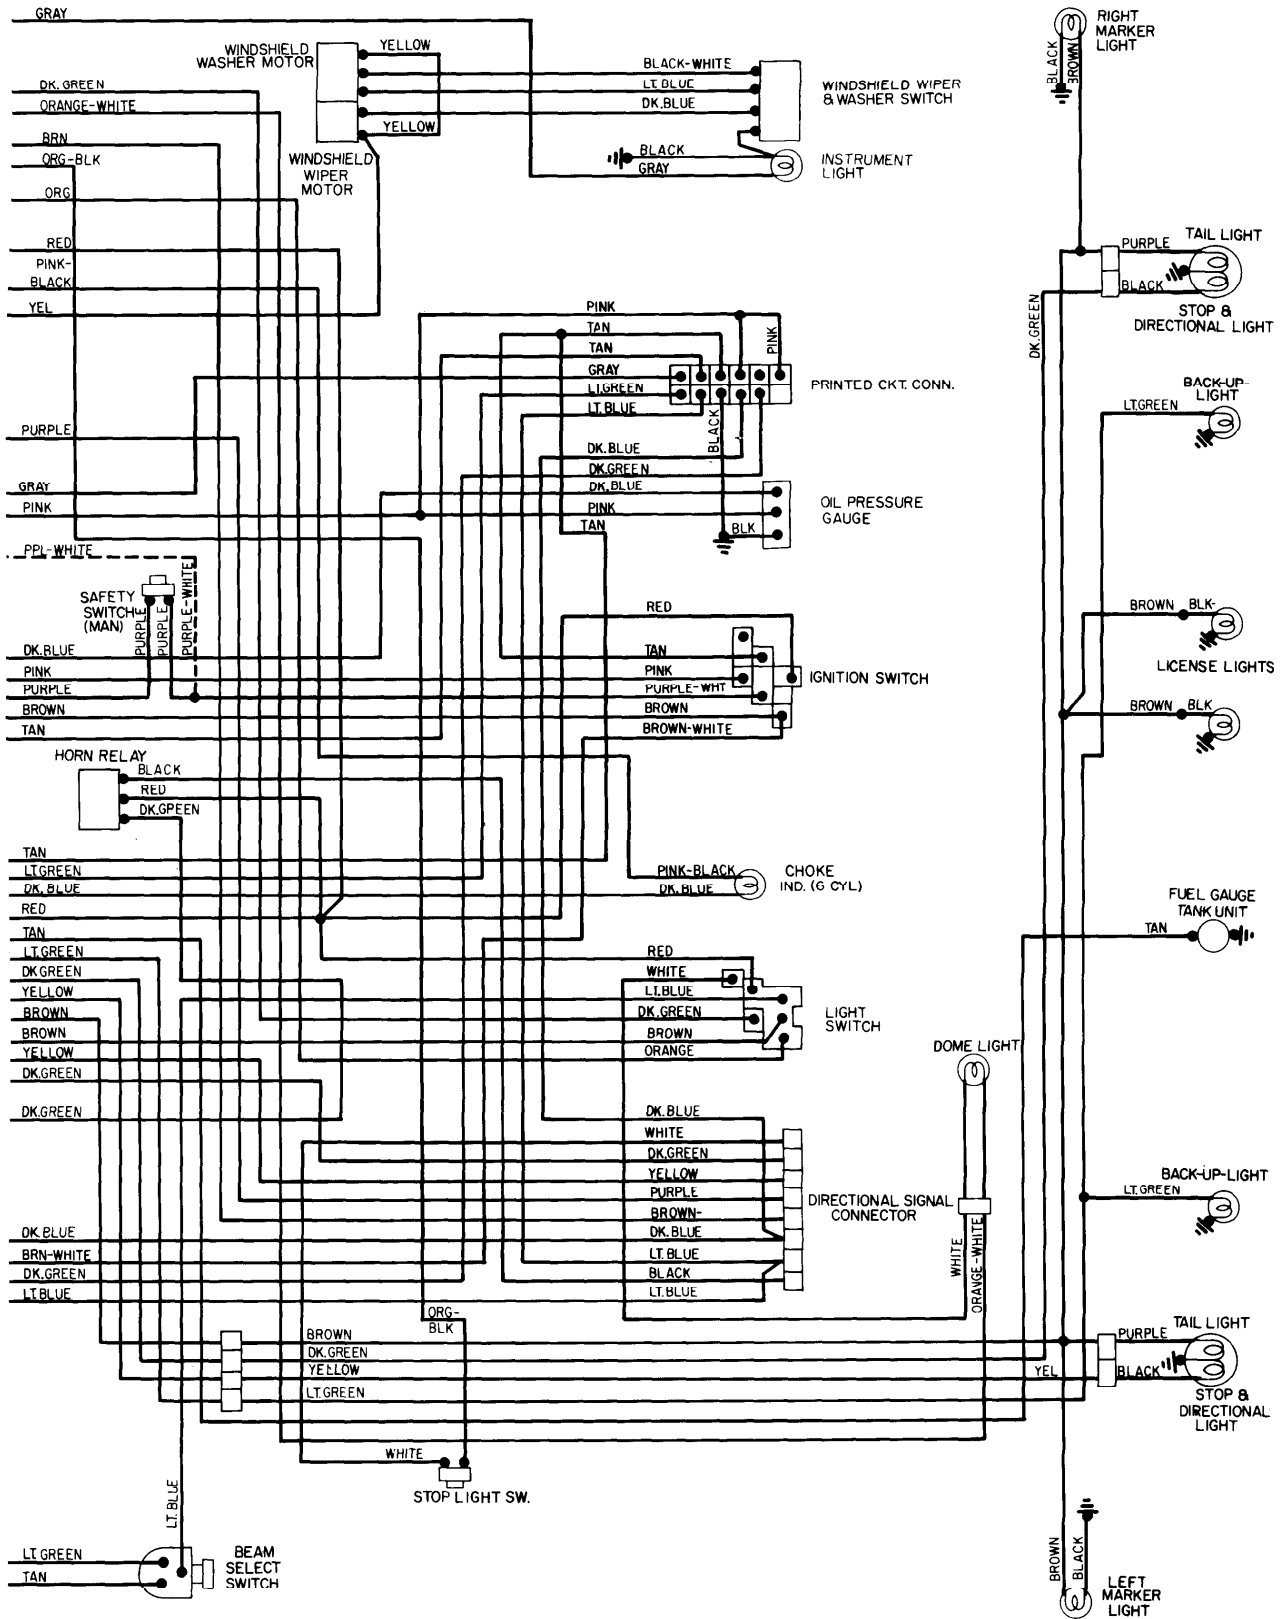 GRAY
RIGHT
MARKER
LIGHT
BLACK
BROWN
WINDSHIELD
WASHER MOTOR
YELLOW
BLACK-WHITE
LT. BLUE
DK.BLUE
WINDSHIELD WIPER
& WASHER SWITCH
DK. GREEN
ORANGE-WHITE
YELLOW
BRN
ORG-BLK
WINDSHIELD
WIPER
MOTOR
BLACK
GRAY
INSTRUMENT
LIGHT
ORG
RED
PINK-
BLACK
YEL
PURPLE
TAIL LIGHT
BLACK
STOP &
DIRECTIONAL LIGHT
DK.GREEN
PINK
TAN
TAN
PINK
GRAY
LT.GREEN
LT.BLUE
BLACK
PRINTED CKT. CONN.
BACK-UP-
LIGHT
LT.GREEN
PURPLE
DK.BLUE
DK.GREEN
DK.BLUE
GRAY
PINK
PINK
TAN
BLK
OIL PRESSURE
GAUGE
PPL-WHITE
SAFETY
SWITCH
(MAN)
PURPLE
PURPLE
PURPLE-WHITE
RED
BROWN
BLK-
LICENSE LIGHTS
BROWN
BLK
DK.BLUE
PINK
PURPLE
BROWN
TAN
TAN
PINK
PURPLE-WHT
BROWN
BROWN-WHITE
IGNITION SWITCH
HORN RELAY
BLACK
RED
DK.GREEN
TAN
LT.GREEN
DK. BLUE
RED
TAN
PINK-BLACK
DK.BLUE
CHOKE
IND. (6 CYL)
FUEL GAUGE
TANK UNIT
TAN
LT.GREEN
DK GREEN
YELLOW
BROWN
BROWN
YELLOW
DK.GREEN
DK.GREEN
RED
WHITE
LT.BLUE
DK.GREEN
BROWN
ORANGE
LIGHT
SWITCH
DOME LIGHT
DK.BLUE
WHITE
DK.GREEN
YELLOW
PURPLE
BROWN-
DK.BLUE
LT. BLUE
BLACK
LT. BLUE
DIRECTIONAL SIGNAL
CONNECTOR
WHITE
ORANGE-WHITE
BACK-UP-LIGHT
LT.GREEN
DK.BLUE
BRN-WHITE
DK.GREEN
LT.BLUE
ORG-
BLK
BROWN
DK.GREEN
YELLOW
LT.GREEN
YEL
PURPLE
BLACK
TAIL LIGHT
STOP &
DIRECTIONAL
LIGHT
WHITE
STOP LIGHT SW.
LT. BLUE
LT. GREEN
TAN
BEAM
SELECT
SWITCH
BROWN
BLACK
LEFT
MARKER
LIGHT